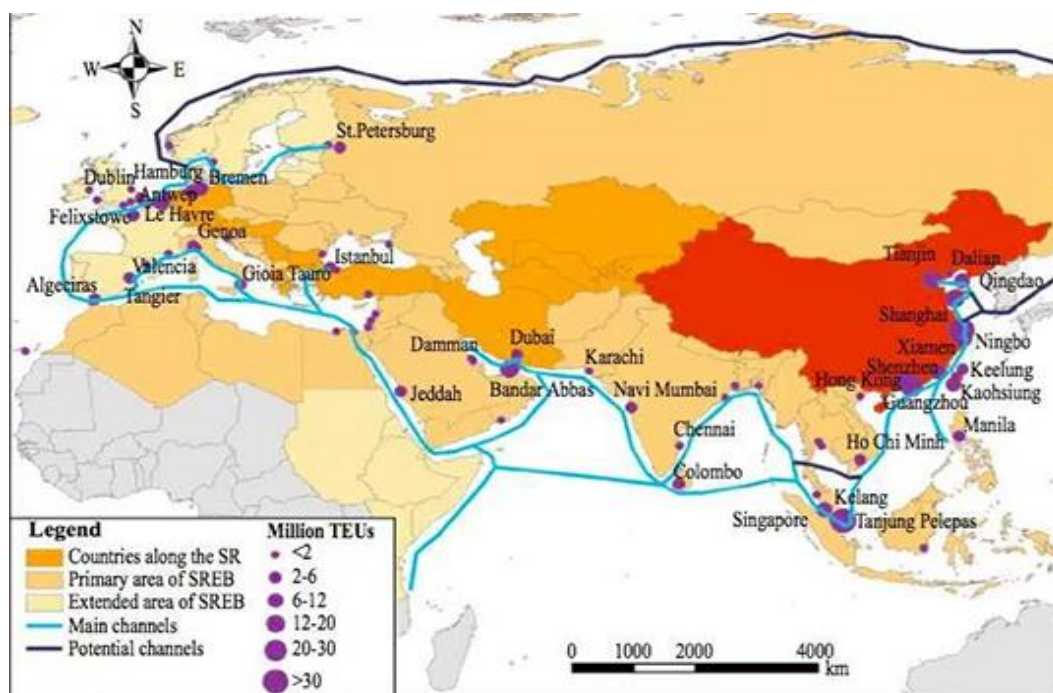 N
W E
S
St.Petersburg
Hamburg
Dublin
Bremen
Antwep
Felixstowe
Le Havre
Genoa
Istanbul
Valencia
Gioia Tauro
Algeciras
Tangier
Tianjin
Dalian
Qingdao
Shanghai
Ningbo
Xiamen
Shenzhen
Keelung
Hong Kong
Kaohsiung
Guangzhou
Dubai
Damman
Karachi
Bandar Abbas
Navi Mumbai
Jeddah
Manila
Chennai
Ho Chi Minh
Colombo
Kelang
Singapore
Tanjung Pelepas
Legend
Countries along the SR
Primary area of SREB
Extended area of SREB
Main channels
Potential channels
Million TEUs
<2
2-6
6-12
12-20
20-30
>30
0 1000 2000 4000
km